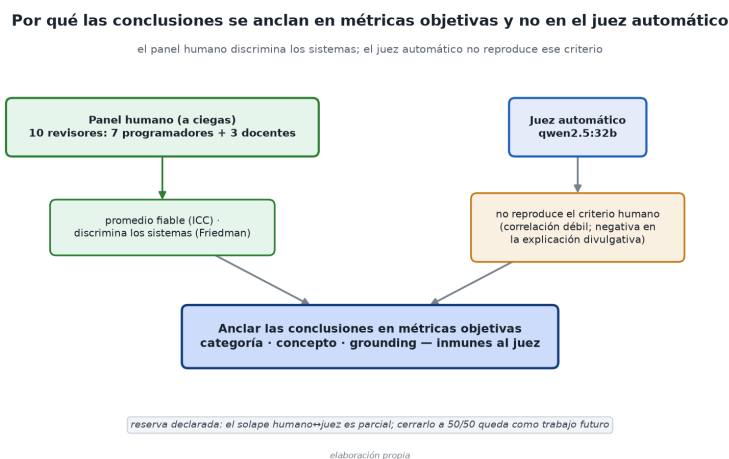 Por qué las conclusiones se anclan en métricas objetivas y no en el juez automático
el panel humano discrimina los sistemas; el juez automático no reproduce ese criterio
Panel humano (a ciegas)
10 revisores: 7 programadores + 3 docentes
Juez automático
qwen2.5:32b
promedio fiable (ICC) ·
discrimina los sistemas (Friedman)
no reproduce el criterio humano
(correlación débil; negativa en
la explicación divulgativa)
Anclar las conclusiones en métricas objetivas
categoría · concepto · grounding — inmunes al juez
reserva declarada: el solape humano↔juez es parcial; cerrarlo a 50/50 queda como trabajo futuro
elaboración propia